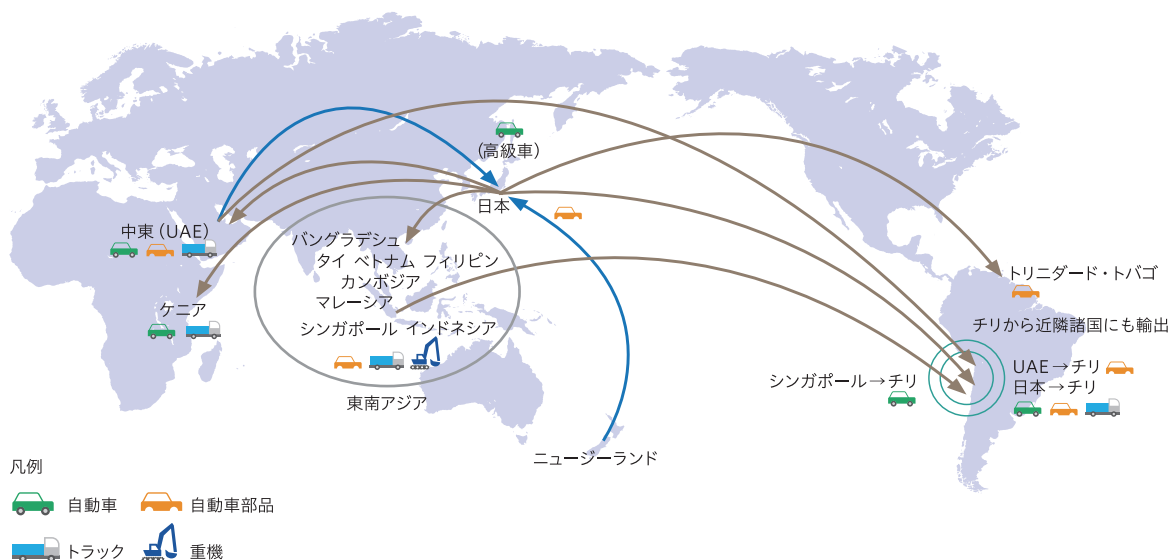 (高級車)
日本
中東(UAE)
バングラデシュ
タイ ベトナム フィリピン
カンボジア
マレーシア
シンガポール インドネシア
東南アジア
ケニア
トリニダード・トバゴ
チリから近隣諸国にも輸出
UAE→チリ
日本→チリ
シンガポール→チリ
ニュージーランド
凡例
自動車
自動車部品
トラック
重機